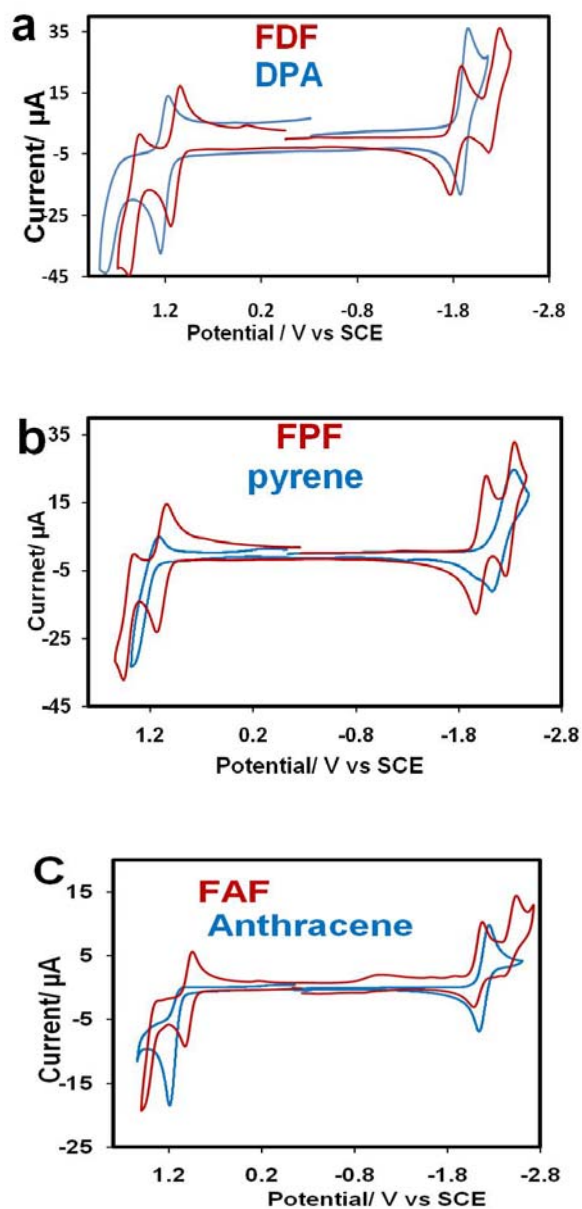 a
FDF
DPA
35
15
-5
-25
-45
Current/ µA
1.2 0.2 -0.8 -1.8 -2.8
Potential / V vs SCE
b
FPF
pyrene
35
15
-5
-25
-45
Currnet/ µA
1.2 0.2 -0.8 -1.8 -2.8
Potential/ V vs SCE
C
FAF
Anthracene
15
5
-5
-15
-25
Current/ µA
1.2 0.2 -0.8 -1.8 -2.8
Potential/ V vs SCE